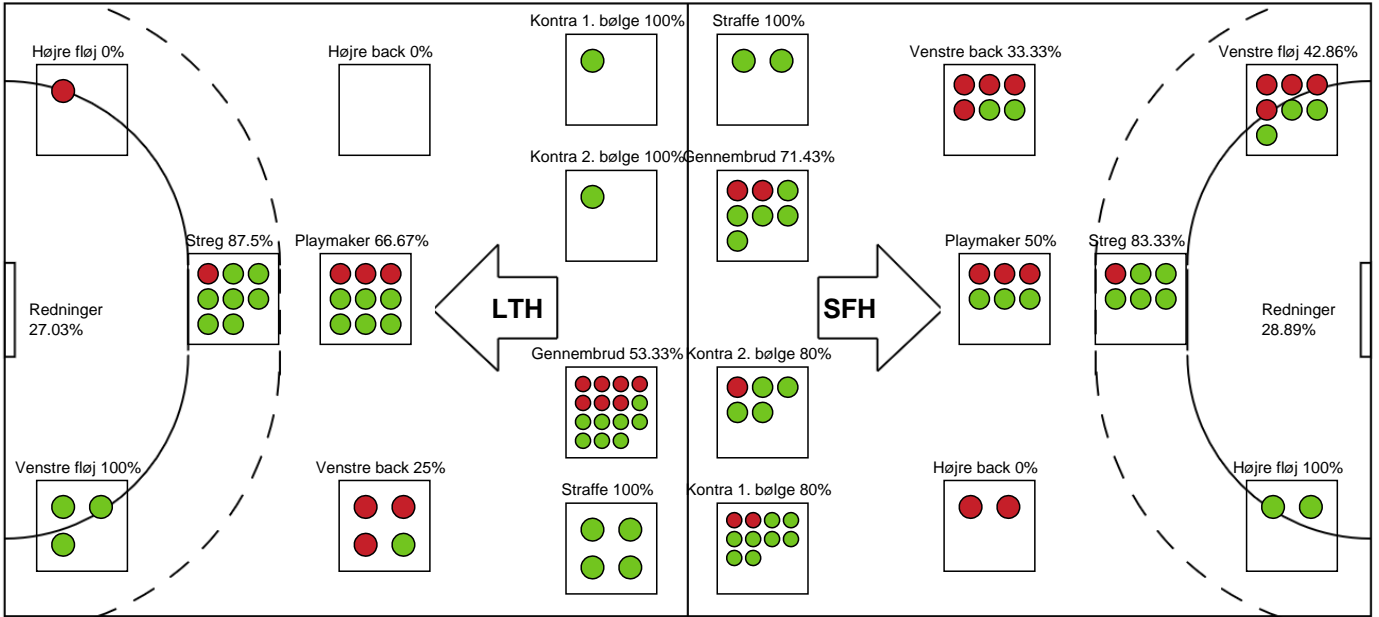 Kontra 1. bølge 100%
Straffe 100%
Højre fløj 0%
Højre back 0%
Venstre back 33.33%
Venstre fløj 42.86%
Kontra 2. bølge 100%
Gennembrud 71.43%
Streg 87.5%
Playmaker 66.67%
Playmaker 50%
Streg 83.33%
Redninger
27.03%
LTH
SFH
Redninger
28.89%
Gennembrud 53.33%
Kontra 2. bølge 80%
Venstre fløj 100%
Venstre back 25%
Straffe 100%
Kontra 1. bølge 80%
Højre back 0%
Højre fløj 100%